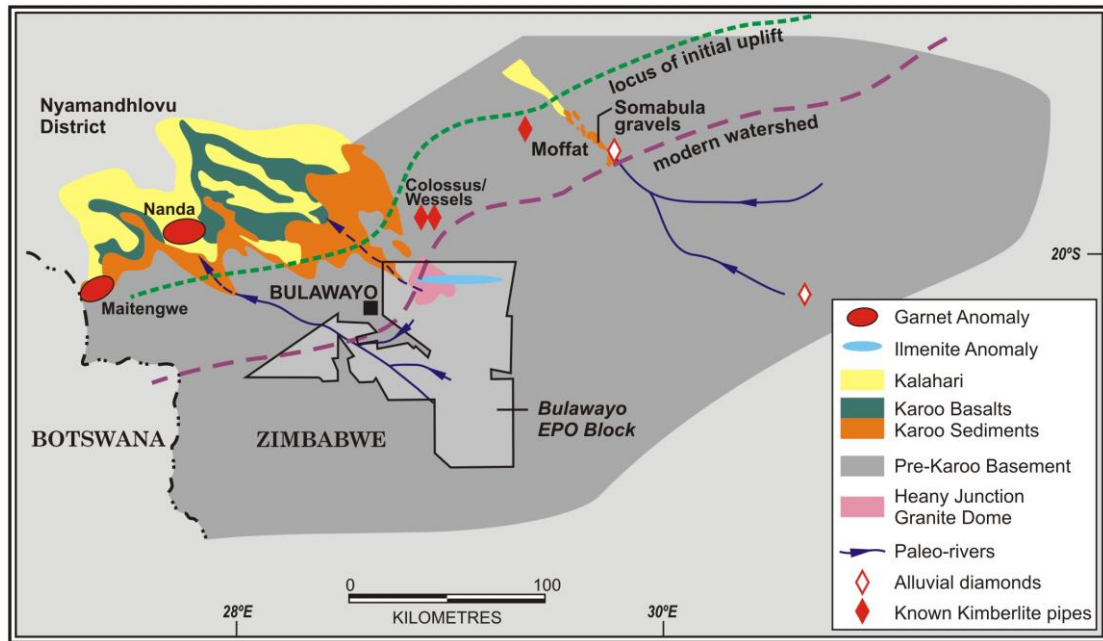 Nyamandhlovu
District
locus of initial uplift
Somabula
gravels
modern watershed
Moffat
Colossus/
Wessels
Nanda
Maitengwe
BULAWAYO
20ºS
Bulawayo
EPO Block
BOTSWANA
ZIMBABWE
Garnet Anomaly
Ilmenite Anomaly
Kalahari
Karoo Basalts
Karoo Sediments
Pre-Karoo Basement
Heany Junction
Granite Dome
Paleo-rivers
Alluvial diamonds
Known Kimberlite pipes
0
100
KILOMETRES
28ºE
30ºE